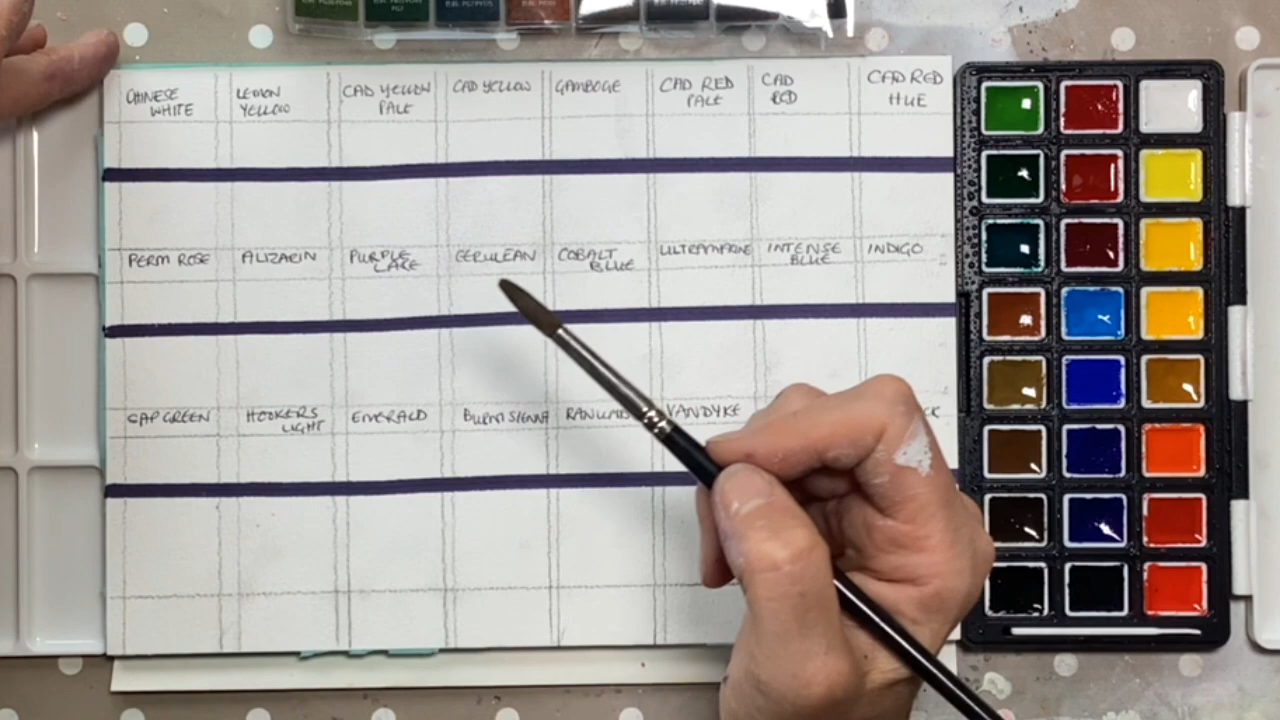 CHINESE
WHITE
LEMON
YELLOW
CAD YELLOW
PALE
CAD YELLOW
GAMBOGE
CAD RED
PALE
CAD
RED
CAD RED
HUE
PERM ROSE
ALIZARIN
PURPLE
LAKE
CERULEAN
COBALT
BLUE
ULTRAMARINE
INTENSE
BLUE
INDIGO
SAP GREEN
HOOKERS
LIGHT
EMERALD
BURNT SIENNA
VANDYKE